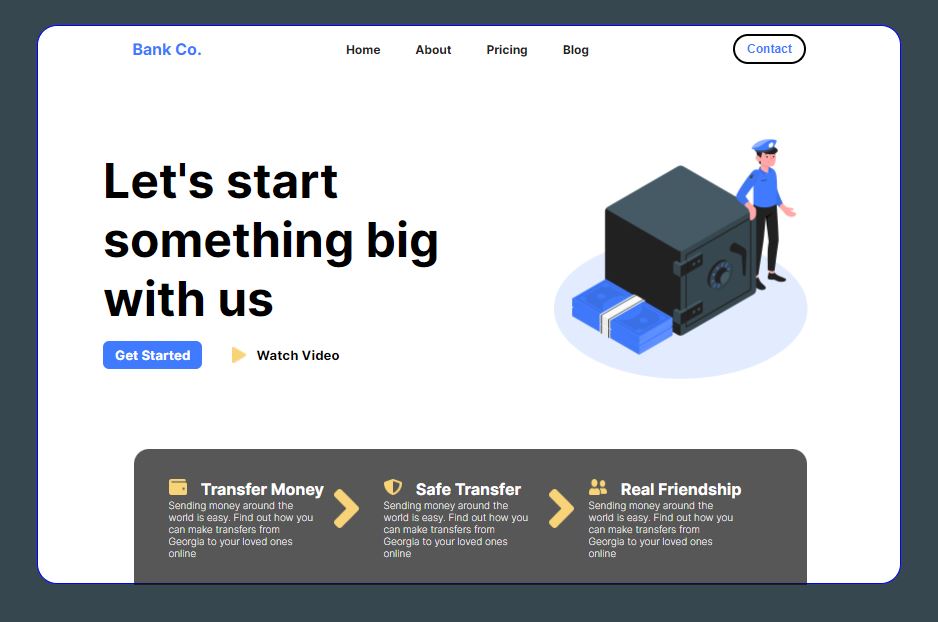 Bank Co.
Home
About
Pricing
Blog
Contact
Let's start
something big
with us
Get Started
Watch Video
Transfer Money
Sending money around the
world is easy. Find out how you
can make transfers from
Georgia to your loved ones
online
Safe Transfer
Sending money around the
world is easy. Find out how you
can make transfers from
Georgia to your loved ones
online
Real Friendship
Sending money around the
world is easy. Find out how you
can make transfers from
Georgia to your loved ones
online